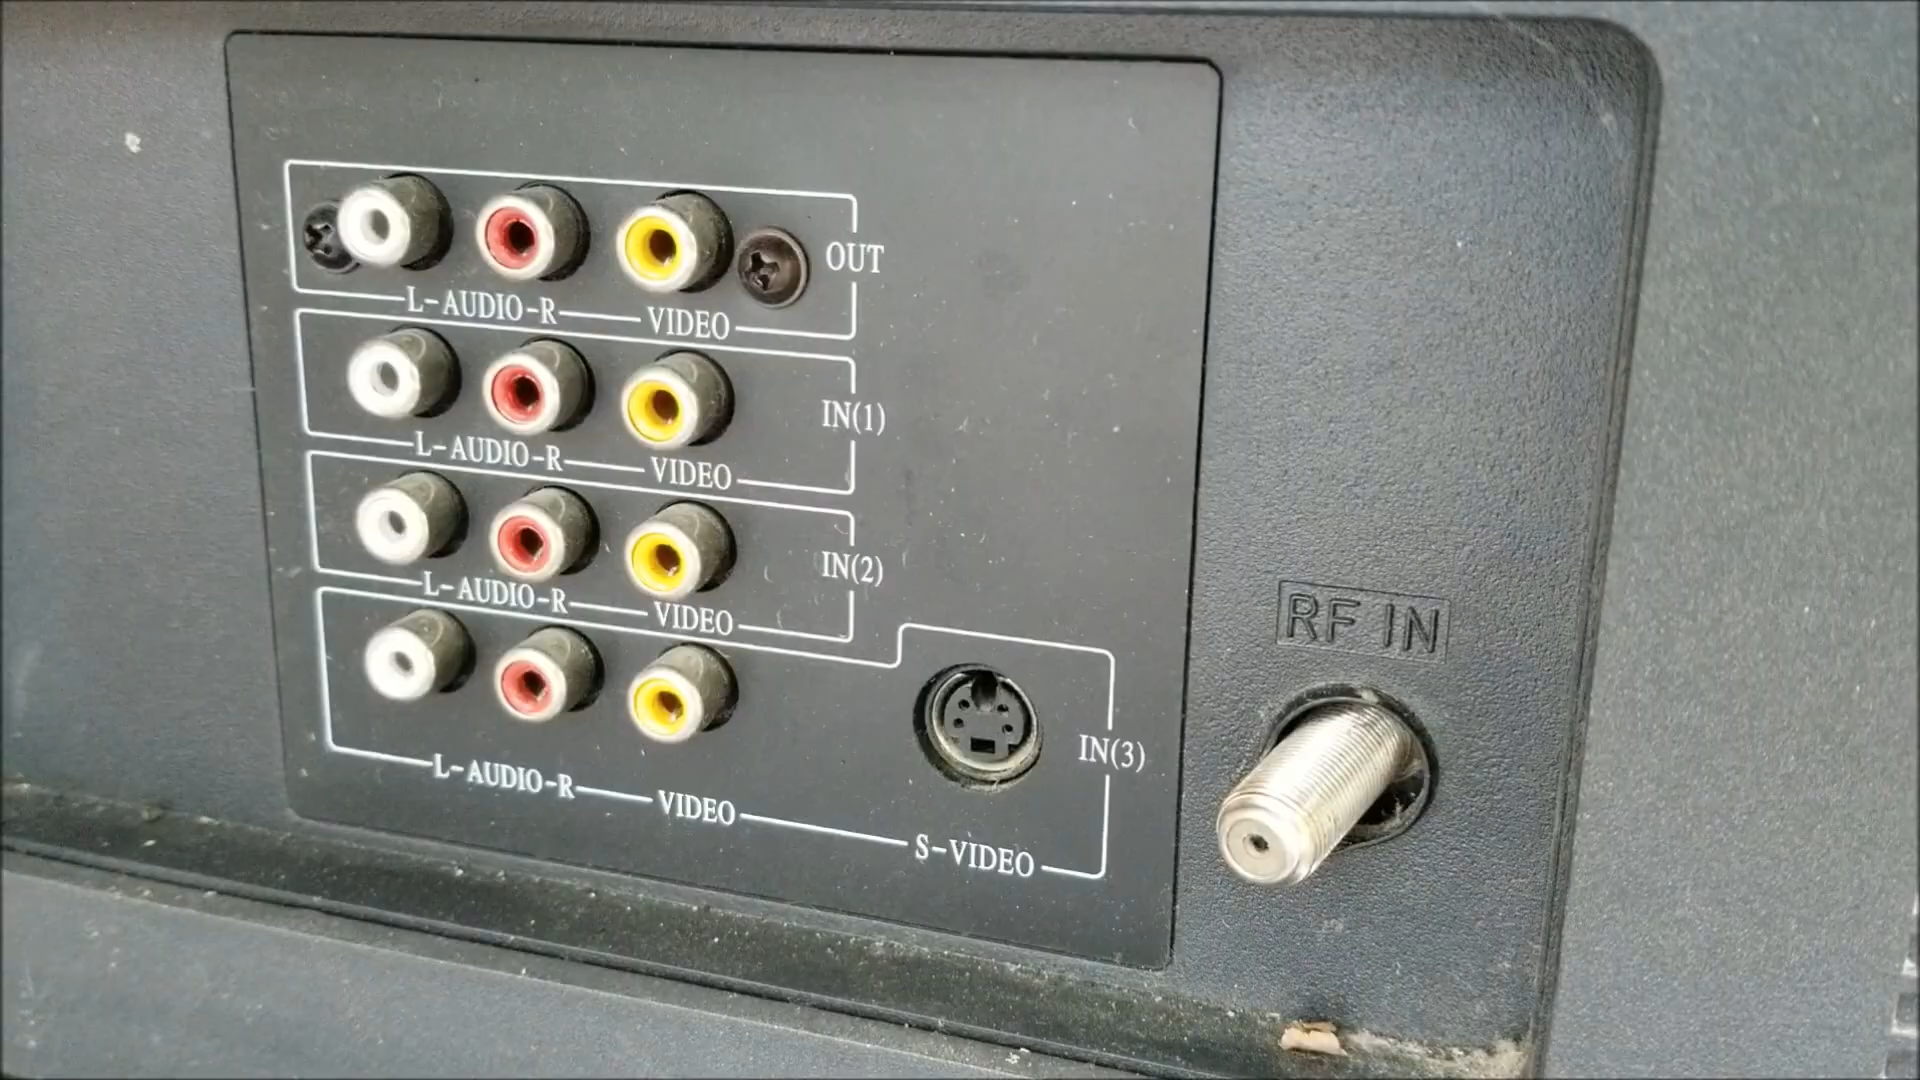 OUT
L-AUDIO-R VIDEO
IN(1)
L-AUDIO-R VIDEO
IN(2)
L-AUDIO-R VIDEO
RF IN
IN(3)
L-AUDIO-R VIDEO S-VIDEO